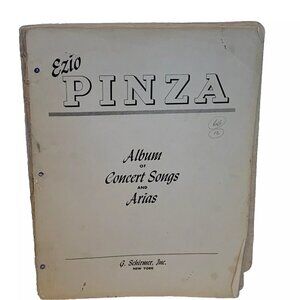 Ezio
PINZA
Album
OF
Concert Songs
AND
Arias
G. Schirmer, Inc.
NEW YORK